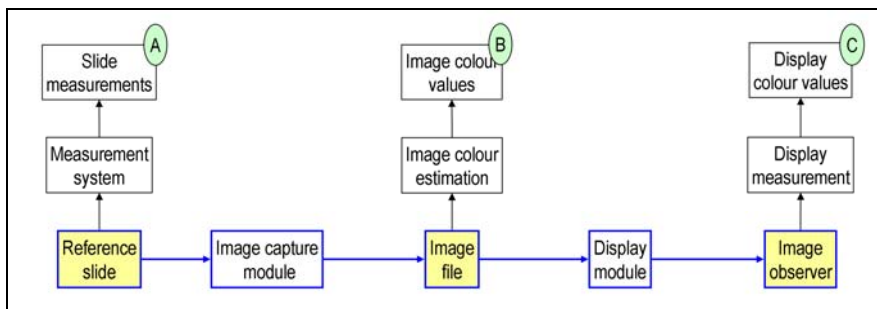 A
Slide
measurements
B
Image colour
values
C
Display
colour values
Measurement
system
Image colour
estimation
Display
measurement
Reference
slide
Image capture
module
Image
file
Display
module
Image
observer